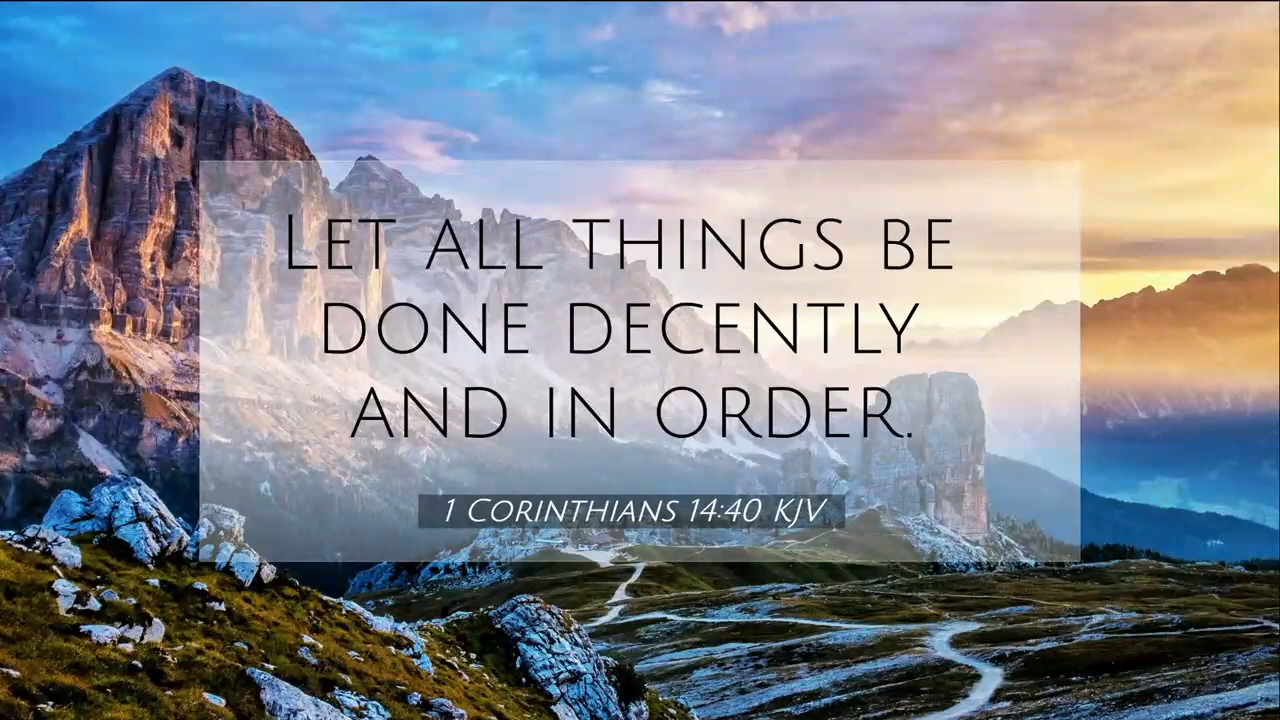 Let all things be
done decently
and in order.
1 Corinthians 14:40 KJV